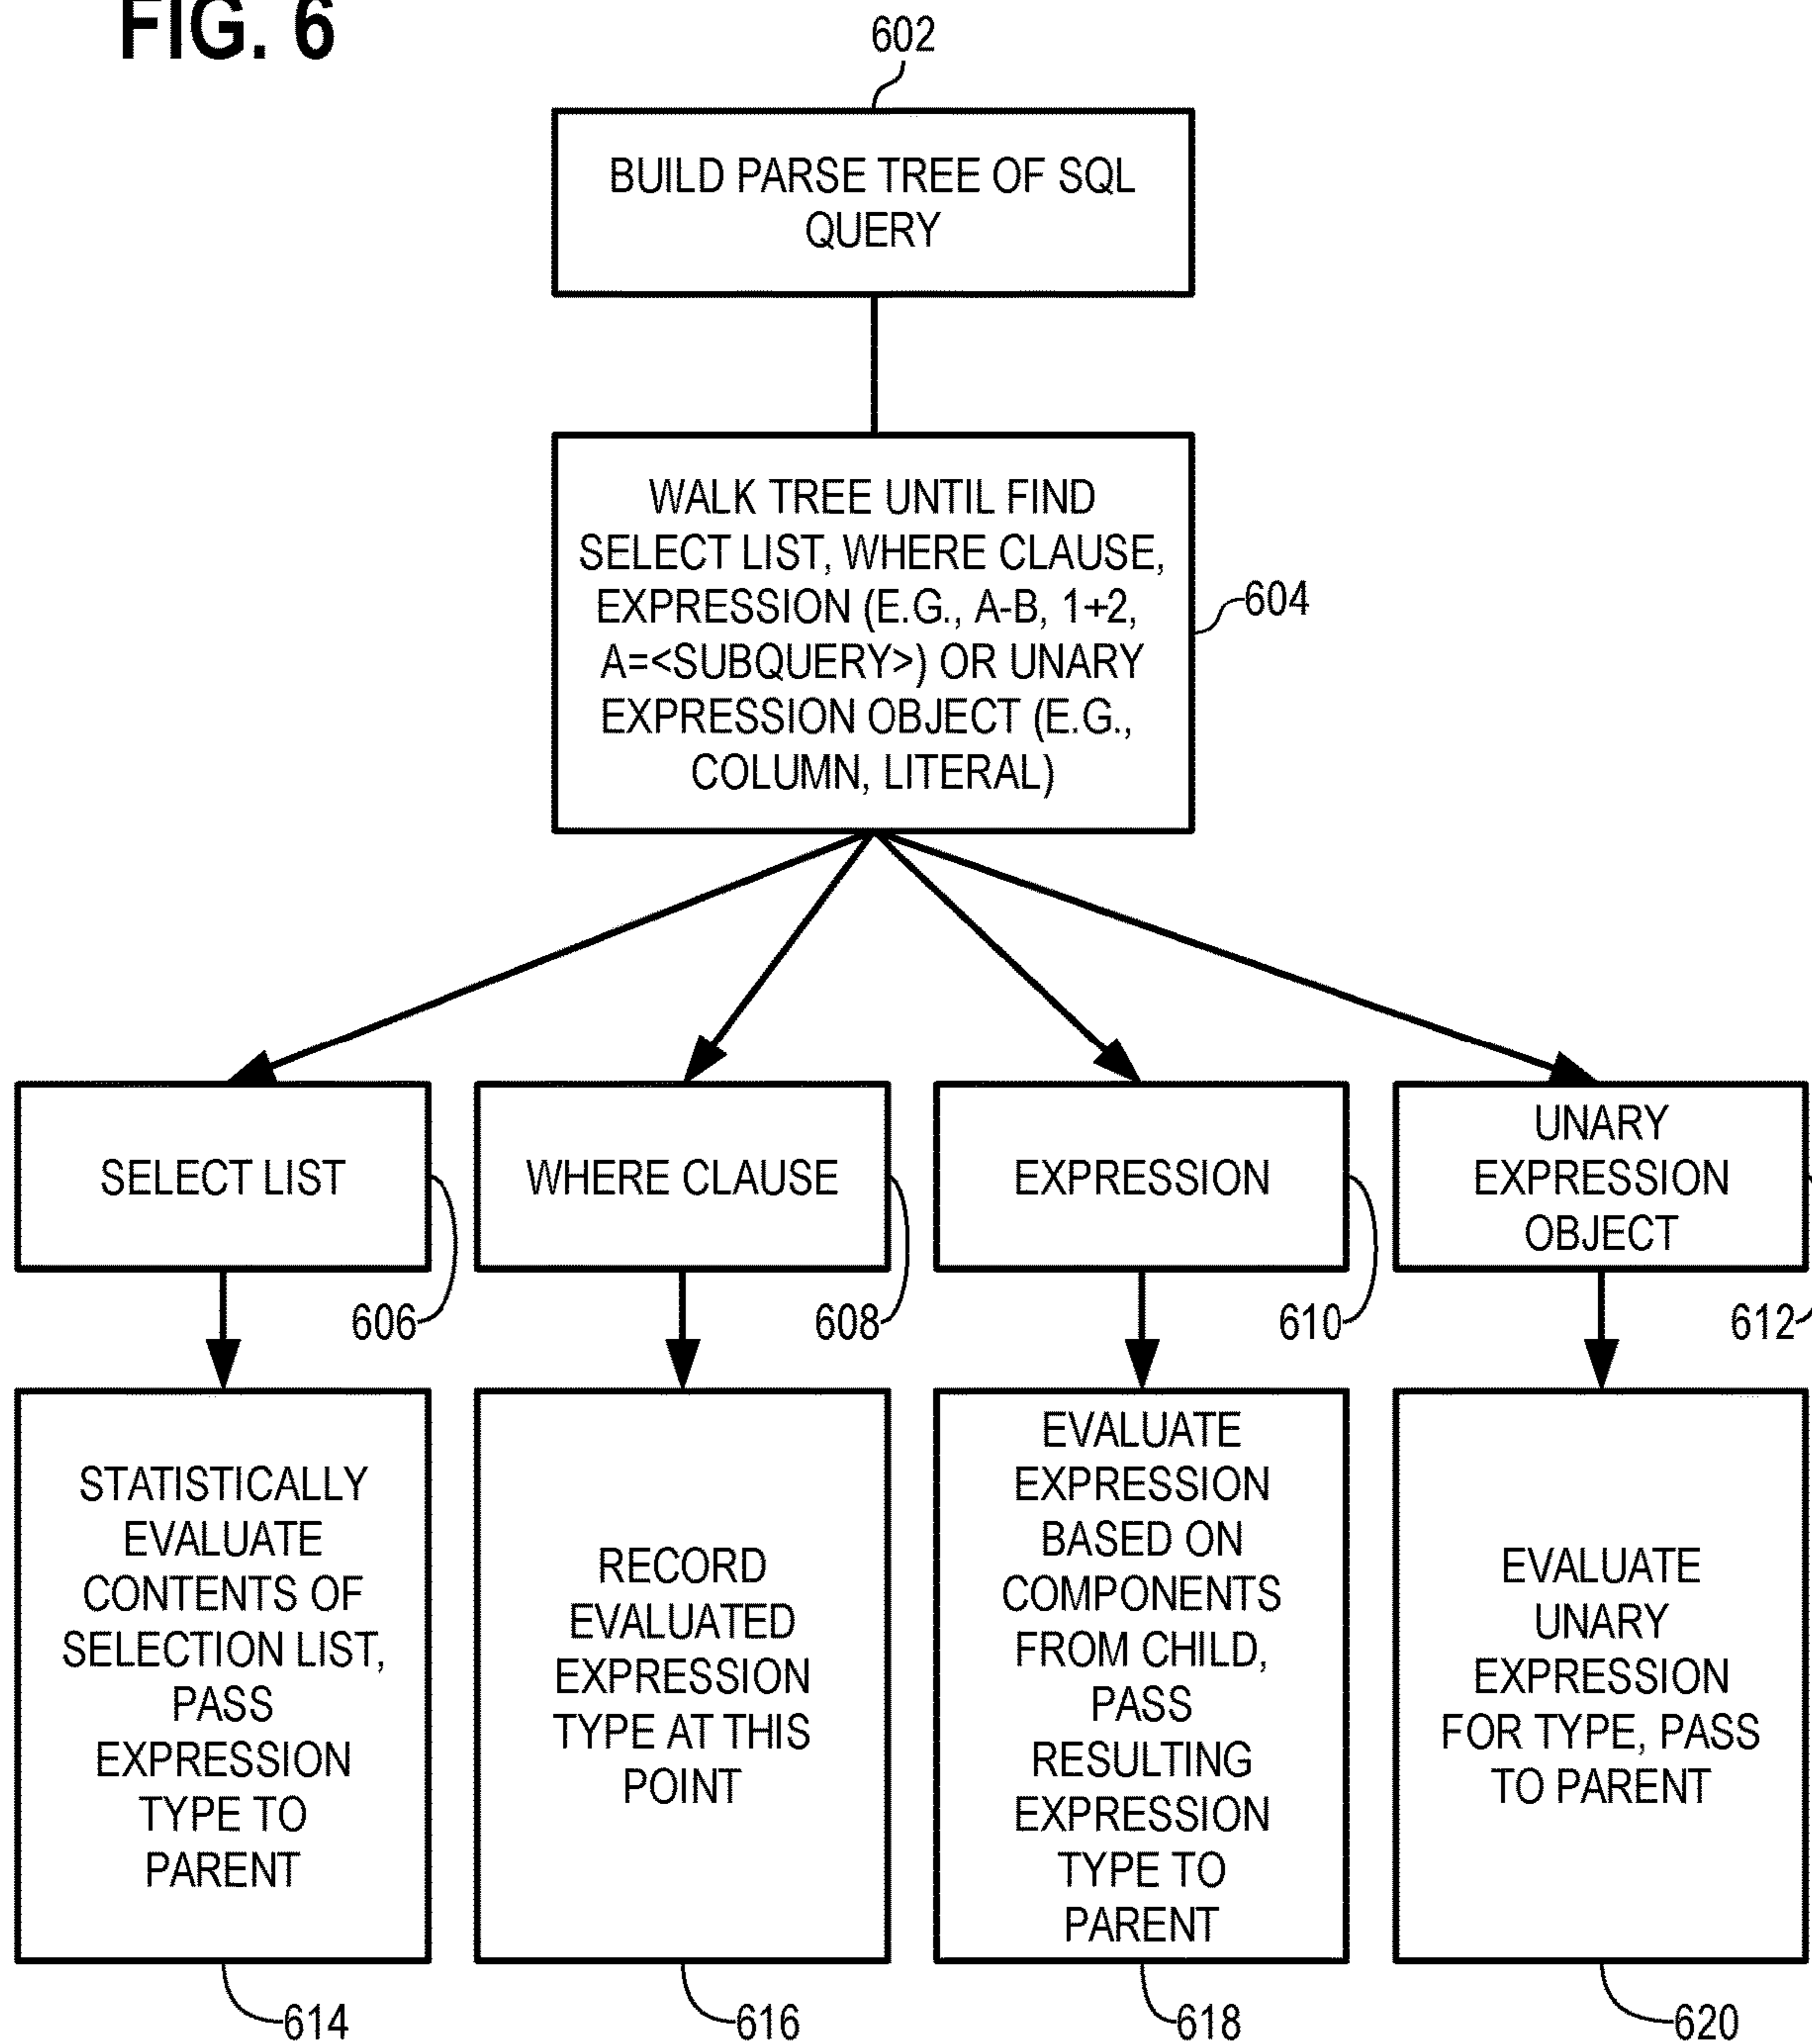 FIG. 6
602
BUILD PARSE TREE OF SQL
QUERY
WALK TREE UNTIL FIND
SELECT LIST, WHERE CLAUSE,
EXPRESSION (E.G., A-B, 1+2,
A=<SUBQUERY>) OR UNARY
EXPRESSION OBJECT (E.G.,
COLUMN, LITERAL)
604
SELECT LIST
606
WHERE CLAUSE
608
EXPRESSION
610
UNARY
EXPRESSION
OBJECT
612
STATISTICALLY
EVALUATE
CONTENTS OF
SELECTION LIST,
PASS
EXPRESSION
TYPE TO
PARENT
614
RECORD
EVALUATED
EXPRESSION
TYPE AT THIS
POINT
616
EVALUATE
EXPRESSION
BASED ON
COMPONENTS
FROM CHILD,
PASS
RESULTING
EXPRESSION
TYPE TO
PARENT
618
EVALUATE
UNARY
EXPRESSION
FOR TYPE, PASS
TO PARENT
620